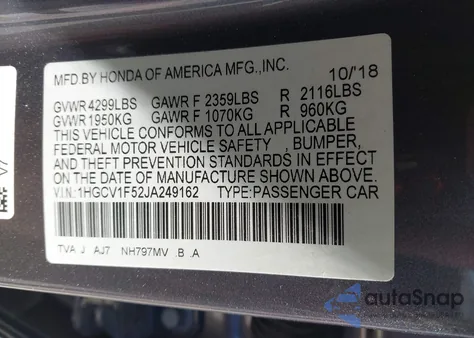 MFD.BY HONDA OF AMERICA MFG.,INC.
10/'18
GVWR 4299LBS GAWR F 2359LBS R 2116LBS
GVWR 1950KG GAWR F 1070KG R 960KG
THIS VEHICLE CONFORMS TO ALL APPLICABLE
FEDERAL MOTOR VEHICLE SAFETY , BUMPER,
AND THEFT PREVENTION STANDARDS IN EFFECT
ON THE DATE OF MANUFACTURE SHOWN ABOVE.
V.I.N.:1HGCV1F52JA249162 TYPE:PASSENGER CAR
TVA J AJ7 NH797MV .B .A
autoSnap